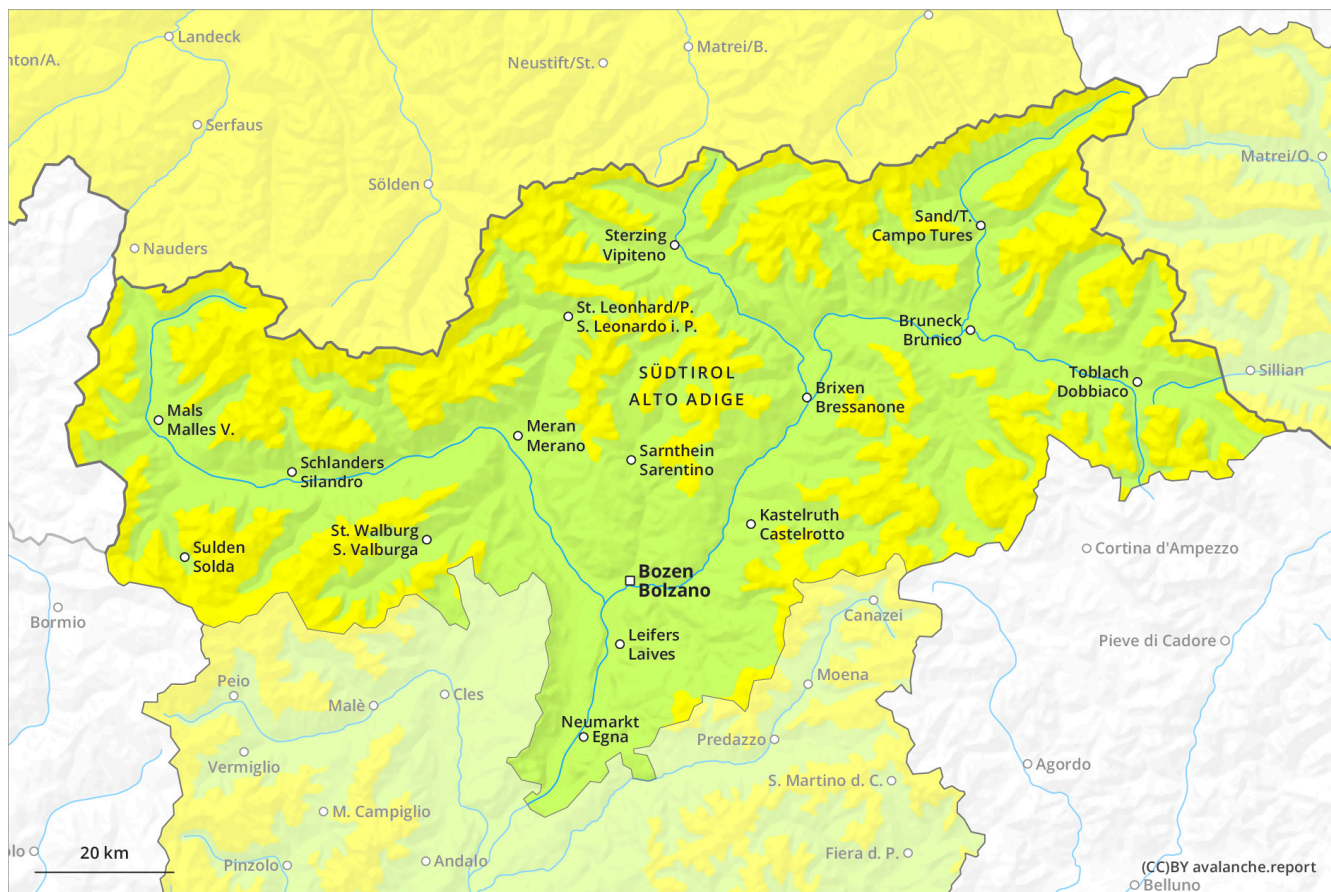 Landeck
nton/A.
Matrei/B.
Neustift/St.
Serfaus
Matrei/O.
Sölden
Sand/T.
Campo Tures
Sterzing
Vipiteno
Nauders
St. Leonhard/P.
S. Leonardo i. P.
Bruneck
Brunico
SÜDTIROL
ALTO ADIGE
Toblach
Dobbiaco
Sillian
Brixen
Bressanone
Mals
Malles V.
Meran
Merano
Sarnthein
Sarentino
Schlanders
Silandro
Kastelruth
Castelrotto
St. Walburg
S. Valburga
Sulden
Solda
Cortina d'Ampezzo
Bozen
Bolzano
Canazei
Bormio
Leifers
Laives
Pieve di Cadore
Moena
Peio
Malè
Cles
Neumarkt
Egna
Predazzo
Vermiglio
Agordo
S. Martino d. C.
M. Campiglio
olo
20 km
Pinzolo
Andalo
Fiera d. P.
(CC)BY avalanche.report
Belluno